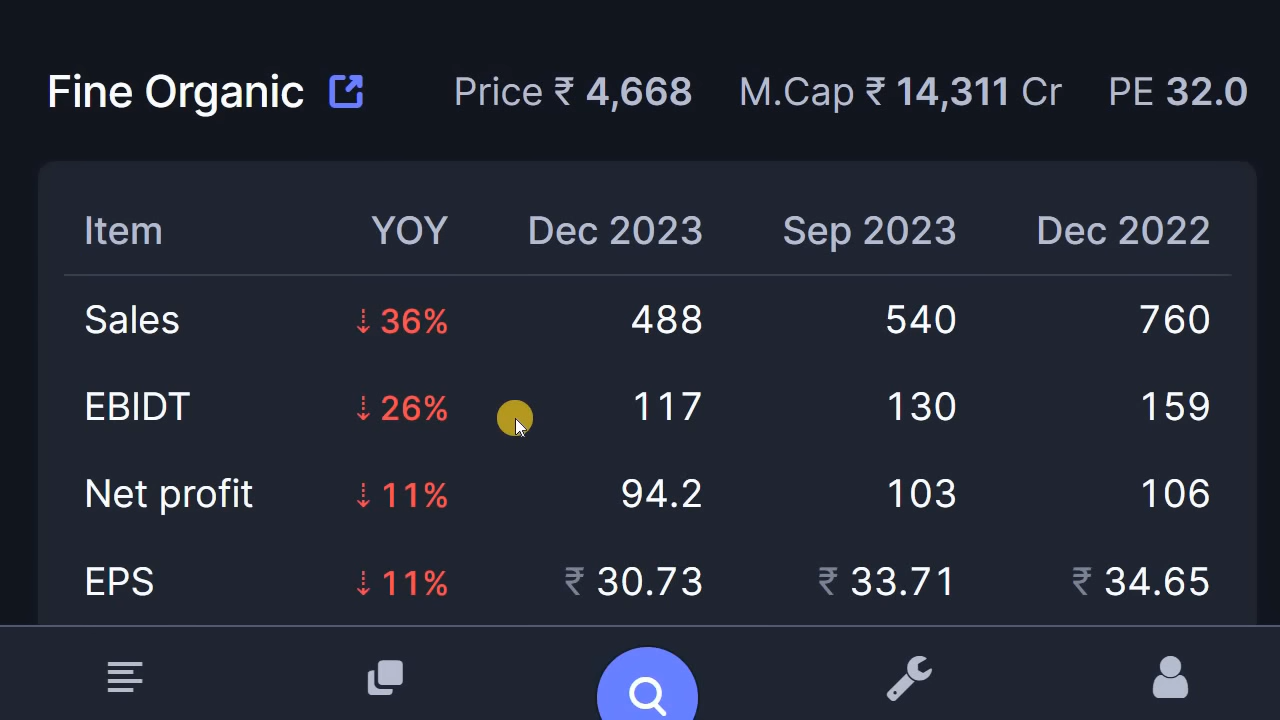 Fine Organic Price ₹ 4,668 M.Cap ₹ 14,311 Cr PE 32.0
Item YOY Dec 2023 Sep 2023 Dec 2022
Sales ⇣ 36% 488 540 760
EBIDT ⇣ 26% 117 130 159
Net profit ⇣ 11% 94.2 103 106
EPS ⇣ 11% ₹ 30.73 ₹ 33.71 ₹ 34.65